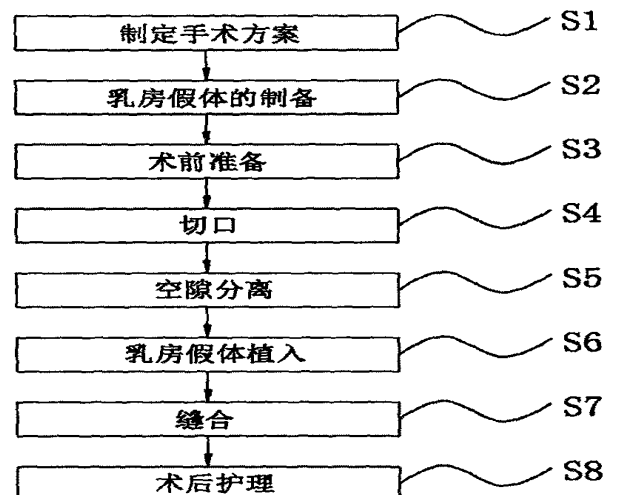 制定手术方案 S1
乳房假体的制备 S2
术前准备 S3
切口 S4
空隙分离 S5
乳房假体植入 S6
缝合 S7
术后护理 S8